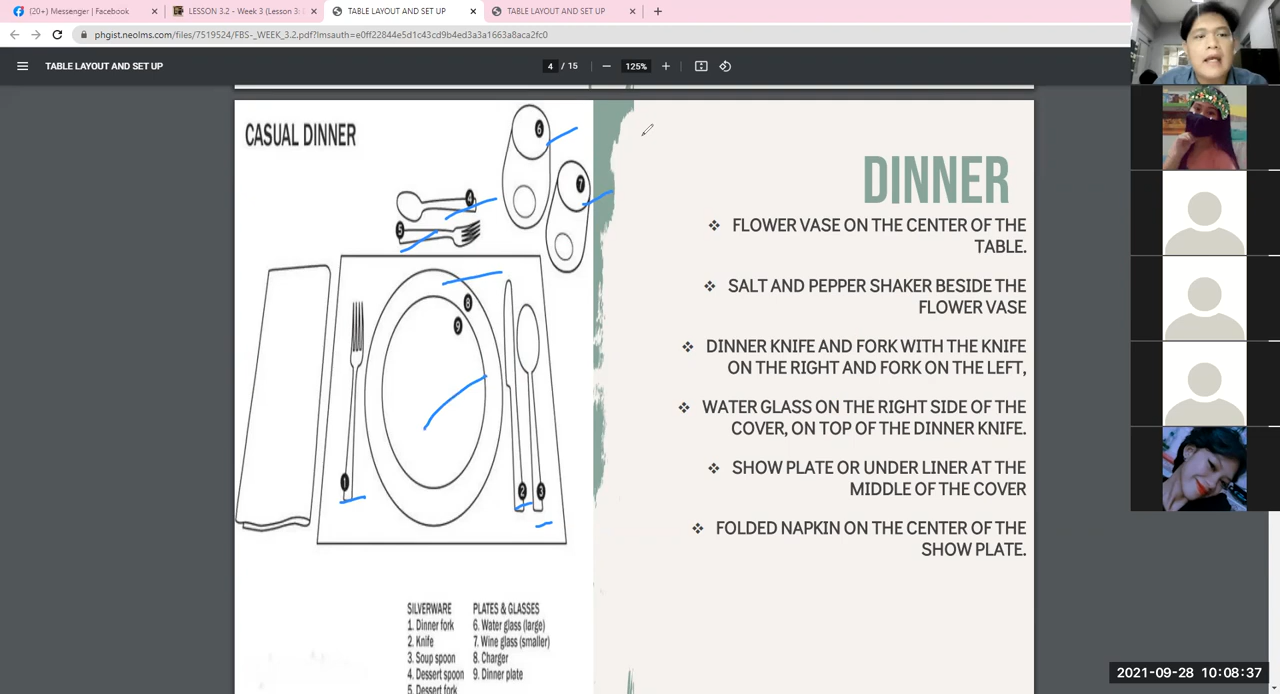 (20+) Messenger | Facebook
LESSON 3.2 - Week 3 (Lesson 3:
TABLE LAYOUT AND SET UP
TABLE LAYOUT AND SET UP
phgist.neolms.com/files/7519524/FBS-_WEEK_3.2.pdf?lmsauth=e0ff22844e5d1c43cd9b4ed3a3a1663a8aca2fc0
TABLE LAYOUT AND SET UP
4 / 15
125%
CASUAL DINNER
6
7
4
5
8
9
1
2
3
SILVERWARE
1. Dinner fork
2. Knife
3. Soup spoon
4. Dessert spoon
5. Dessert fork
PLATES & GLASSES
6. Water glass (large)
7. Wine glass (smaller)
8. Charger
9. Dinner plate
DINNER
❖ FLOWER VASE ON THE CENTER OF THE
TABLE.
❖ SALT AND PEPPER SHAKER BESIDE THE
FLOWER VASE
❖ DINNER KNIFE AND FORK WITH THE KNIFE
ON THE RIGHT AND FORK ON THE LEFT,
❖ WATER GLASS ON THE RIGHT SIDE OF THE
COVER, ON TOP OF THE DINNER KNIFE.
❖ SHOW PLATE OR UNDER LINER AT THE
MIDDLE OF THE COVER
❖ FOLDED NAPKIN ON THE CENTER OF THE
SHOW PLATE.
2021-09-28 10:08:37